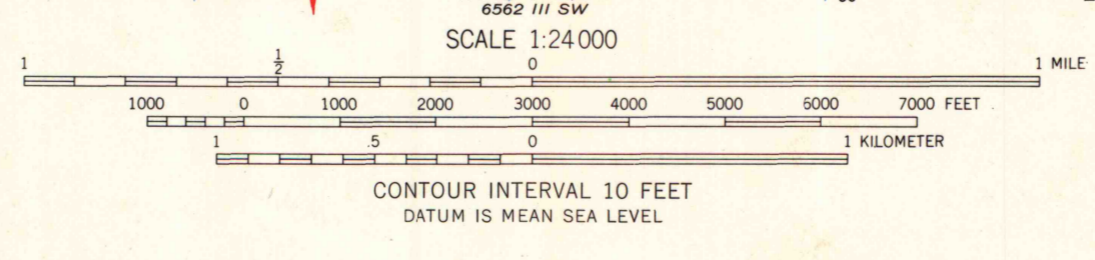 6562 III SW
SCALE 1:24000
1 ½ 0 1 MILE
1000 0 1000 2000 3000 4000 5000 6000 7000 FEET
1 .5 0 1 KILOMETER
CONTOUR INTERVAL 10 FEET
DATUM IS MEAN SEA LEVEL